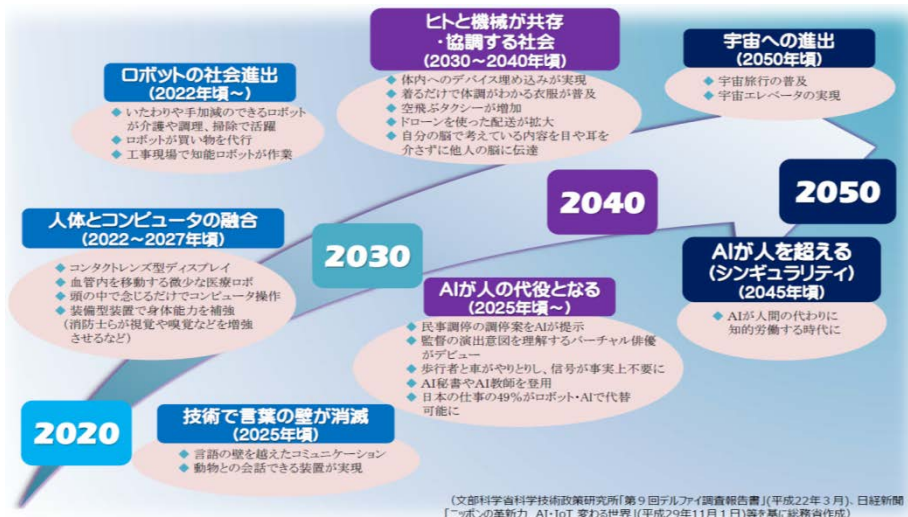 ロボットの社会進出
(2022年頃~)
◆ いたわりや手加減のできるロボット
が介護や調理、掃除で活躍
◆ ロボットが買い物を代行
◆ 工事現場で知能ロボットが作業
ヒトと機械が共存
・協調する社会
(2030~2040年頃)
◆ 体内へのデバイス埋め込みが実現
◆ 着るだけで体調がわかる衣服が普及
◆ 空飛ぶタクシーが増加
◆ ドローンを使った配送が拡大
◆ 自分の脳で考えている内容を目や耳を
介さずに他人の脳に伝達
宇宙への進出
(2050年頃)
◆ 宇宙旅行の普及
◆ 宇宙エレベータの実現
人体とコンピュータの融合
(2022~2027年頃)
◆ コンタクトレンズ型ディスプレイ
◆ 血管内を移動する微少な医療ロボ
◆ 頭の中で念じるだけでコンピュータ操作
◆ 装備型装置で身体能力を補強
(消防士らが視覚や嗅覚などを増強
させるなど)
2030
2040
2050
AIが人の代役となる
(2025年頃~)
◆ 民事調停の調停案をAIが提示
◆ 監督の演出意図を理解するバーチャル俳優
がデビュー
◆ 歩行者と車がやりとりし、信号が事実上不要に
◆ AI秘書やAI教師を登用
◆ 日本の仕事の49%がロボット・AIで代替
可能に
AIが人を超える
(シンギュラリティ)
(2045年頃)
◆ AIが人間の代わりに
知的労働する時代に
2020
技術で言葉の壁が消滅
(2025年頃)
◆ 言語の壁を越えたコミュニケーション
◆ 動物との会話できる装置が実現
(文部科学省科学技術政策研究所「第9回デルファイ調査報告書」(平成22年3月)、日経新聞
「ニッポンの革新力 AI・IoT 変わる世界」(平成29年11月1日)等を基に総務省作成)